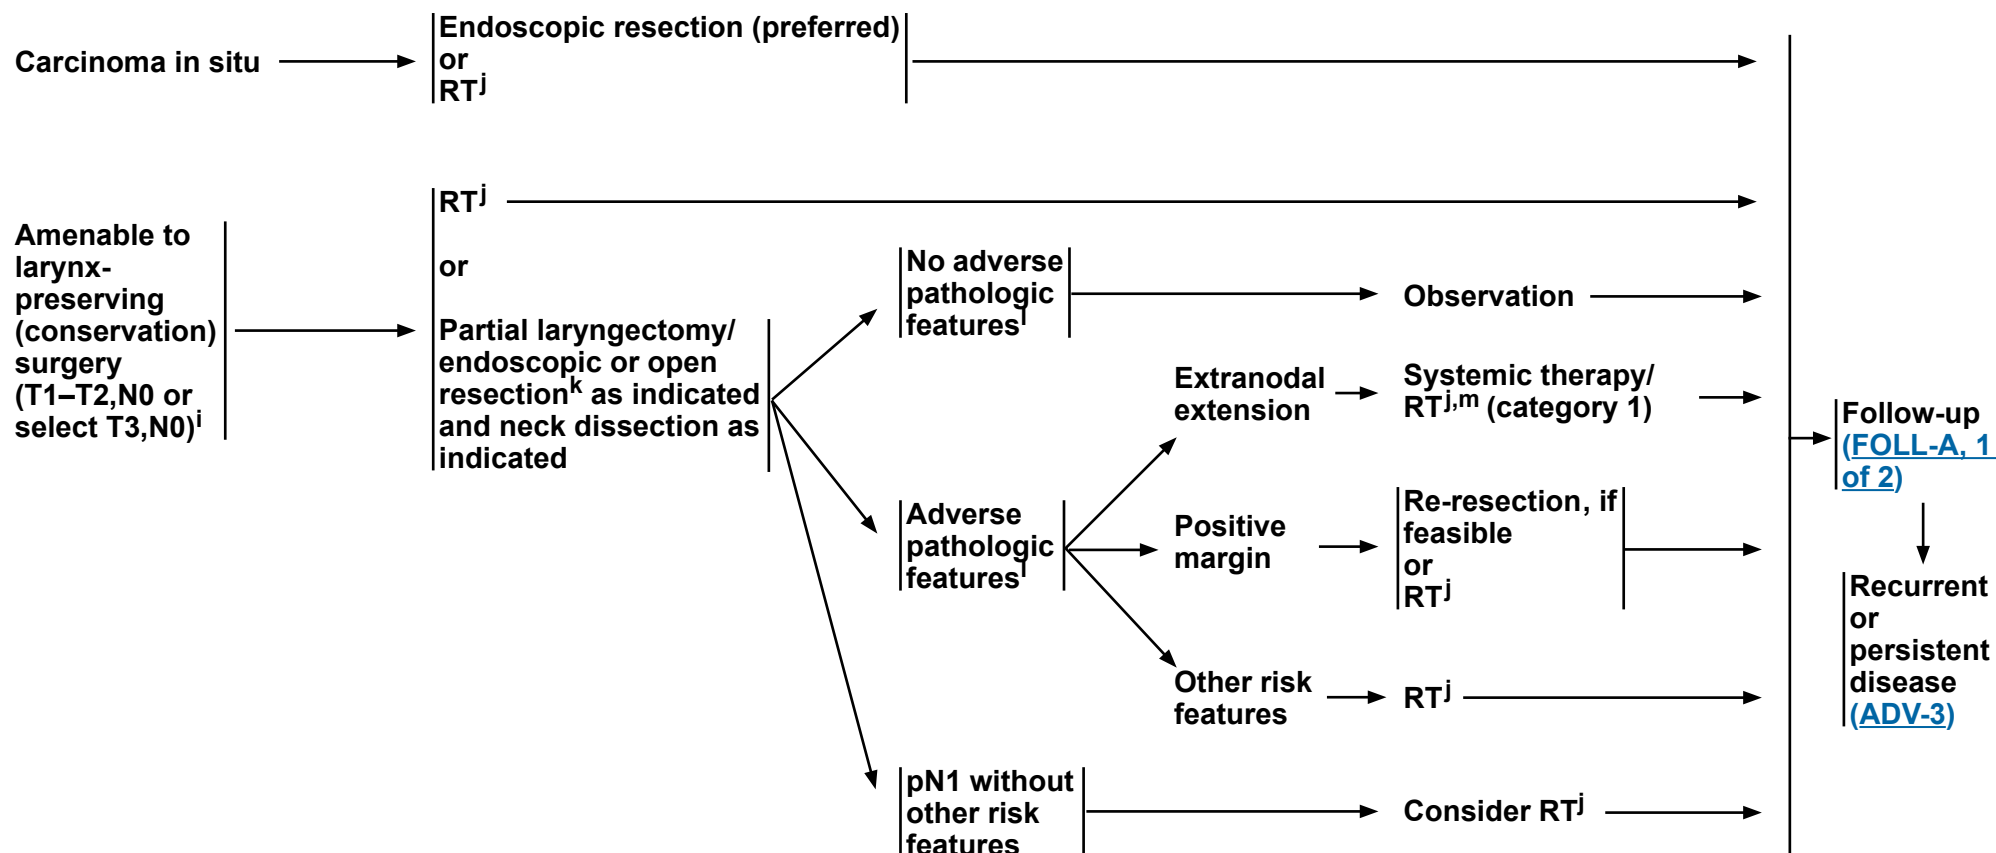 Carcinoma in situ
Endoscopic resection (preferred)
or
RTj
Amenable to
larynx-
preserving
(conservation)
surgery
(T1–T2,N0 or
select T3,N0)i
RTj
or
Partial laryngectomy/
endoscopic or open
resectionk as indicated
and neck dissection as
indicated
No adverse
pathologic
featuresl
Observation
Adverse
pathologic
featuresl
Extranodal
extension
Systemic therapy/
RTj,m (category 1)
Positive
margin
Re-resection, if
feasible
or
RTj
Other risk
features
RTj
pN1 without
other risk
features
Consider RTj
Follow-up
(FOLL-A, 1
of 2)
Recurrent
or
persistent
disease
(ADV-3)